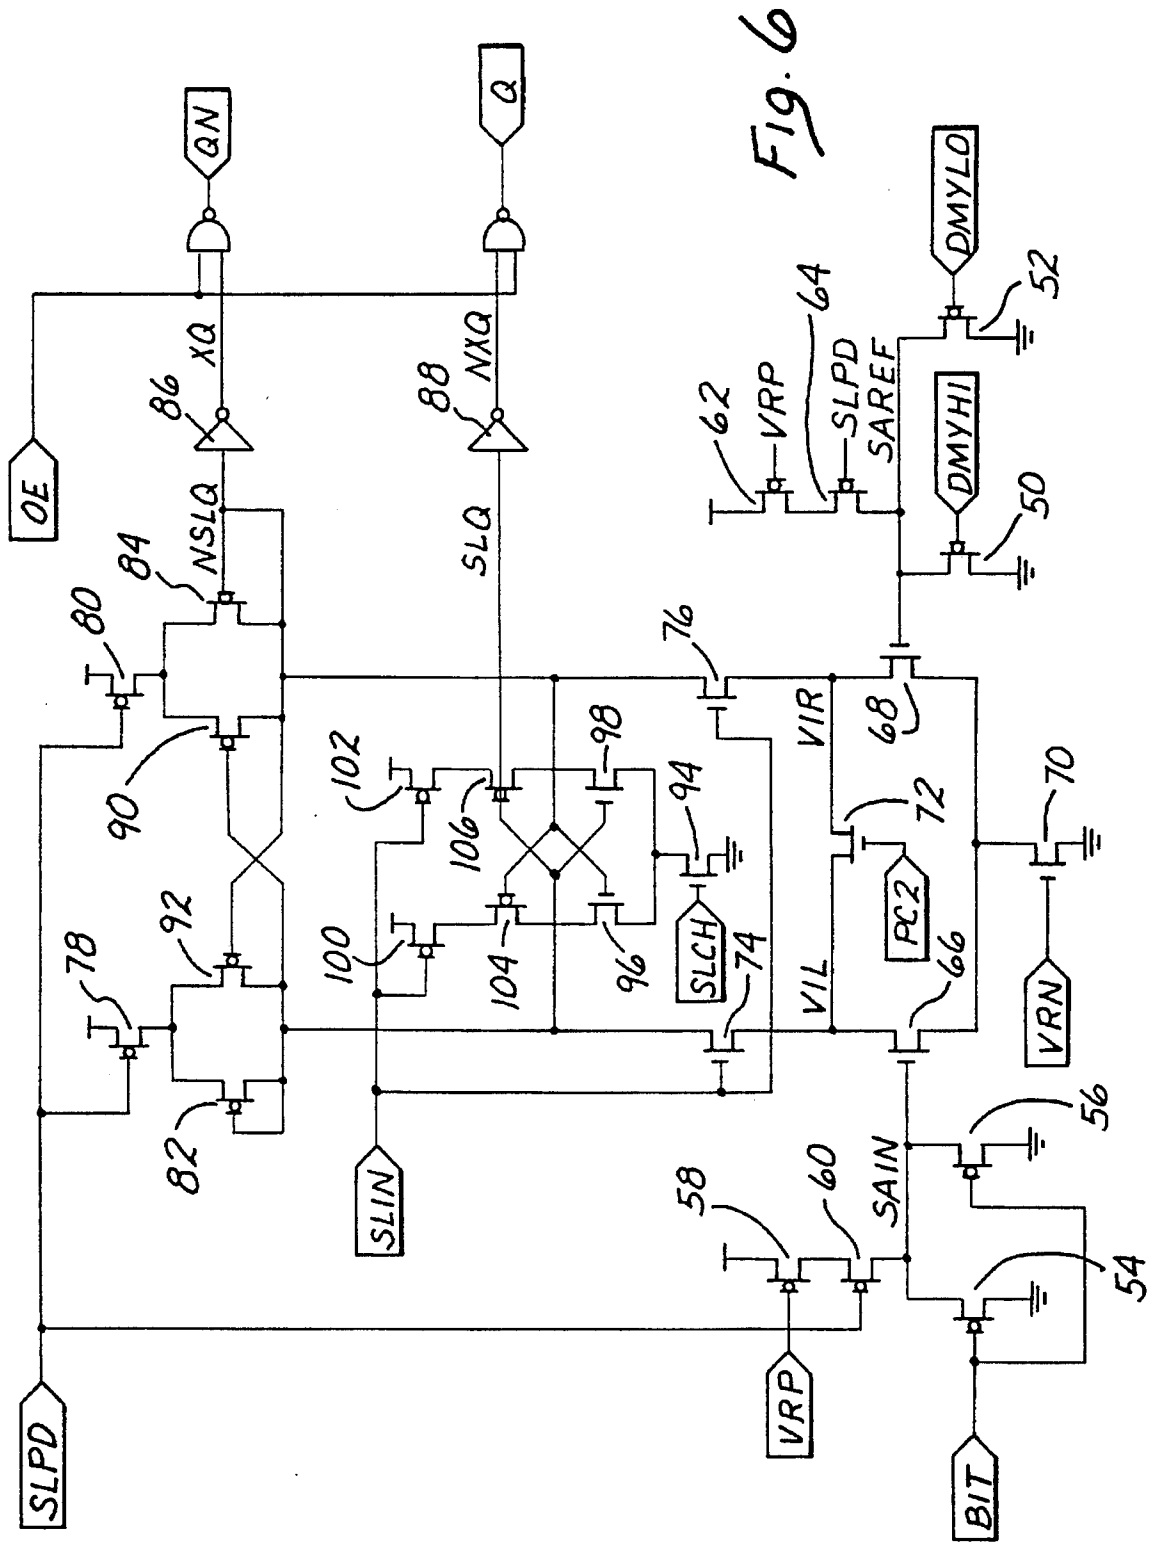 SLPD
OE
QN
Q
78
92
82
80
84
90
NSLQ
86
XQ
SLQ
88
NXQ
SLIN
100
102
104
106
96
98
SLCH
94
74
76
VIL
VIR
PC2
72
66
68
VRN
70
58
VRP
60
SAIN
BIT
54
56
62
VRP
64
SLPD
SAREF
DMYHI
50
DMYLO
52
Fig. 6